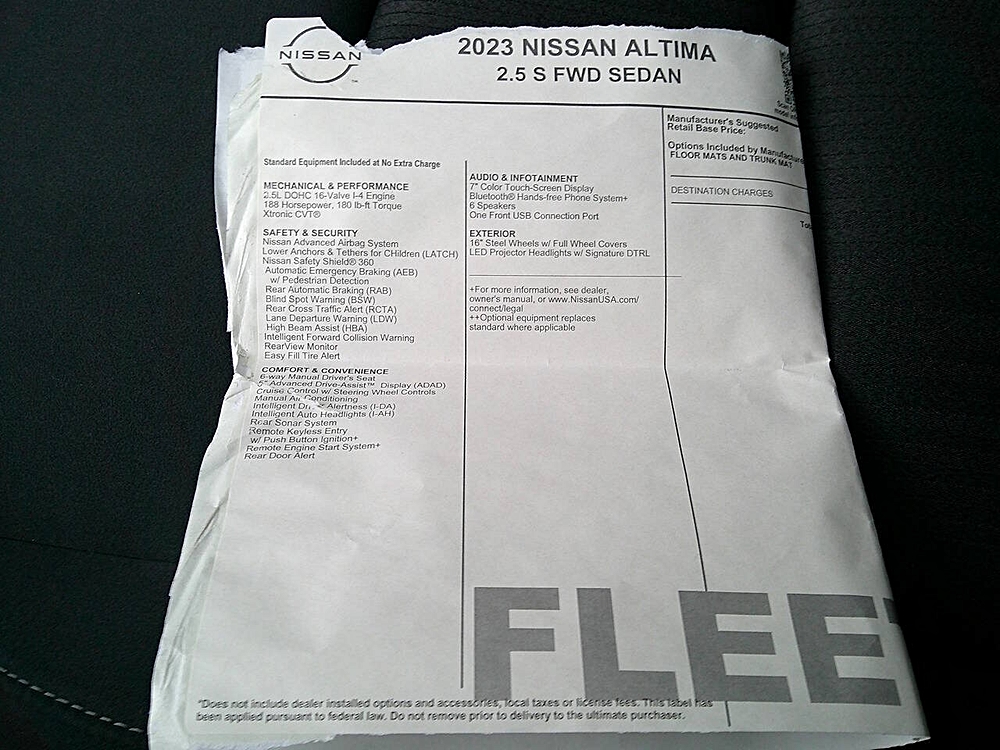 NISSAN
2023 NISSAN ALTIMA
2.5 S FWD SEDAN
Standard Equipment Included at No Extra Charge
MECHANICAL & PERFORMANCE
2.5L DOHC 16-Valve I-4 Engine
188 Horsepower, 180 lb-ft Torque
Xtronic CVT®
SAFETY & SECURITY
Nissan Advanced Airbag System
Lower Anchors & Tethers for CHildren (LATCH)
Nissan Safety Shield® 360
Automatic Emergency Braking (AEB)
w/ Pedestrian Detection
Rear Automatic Braking (RAB)
Blind Spot Warning (BSW)
Rear Cross Traffic Alert (RCTA)
Lane Departure Warning (LDW)
High Beam Assist (HBA)
Intelligent Forward Collision Warning
RearView Monitor
Easy Fill Tire Alert
COMFORT & CONVENIENCE
6-way Manual Driver's Seat
5" Advanced Drive-Assist™ Display (ADAD)
Cruise Control w/ Steering Wheel Controls
Manual Air Conditioning
Intelligent Alertness (I-DA)
Intelligent Auto Headlights (I-AH)
Rear Sonar System
Remote Keyless Entry
w/ Push Button Ignition+
Remote Engine Start System+
Rear Door Alert
AUDIO & INFOTAINMENT
7" Color Touch-Screen Display
Bluetooth® Hands-free Phone System+
6 Speakers
One Front USB Connection Port
EXTERIOR
16" Steel Wheels w/ Full Wheel Covers
LED Projector Headlights w/ Signature DTRL
+For more information, see dealer,
owner's manual, or www.NissanUSA.com/
connect/legal
++Optional equipment replaces
standard where applicable
Manufacturer's Suggested
Retail Base Price:
Options Included by Manufacture
FLOOR MATS AND TRUNK MAT
DESTINATION CHARGES
FLEE
*Does not include dealer installed options and accessories, local taxes or license fees. This label has
been applied pursuant to federal law. Do not remove prior to delivery to the ultimate purchaser.